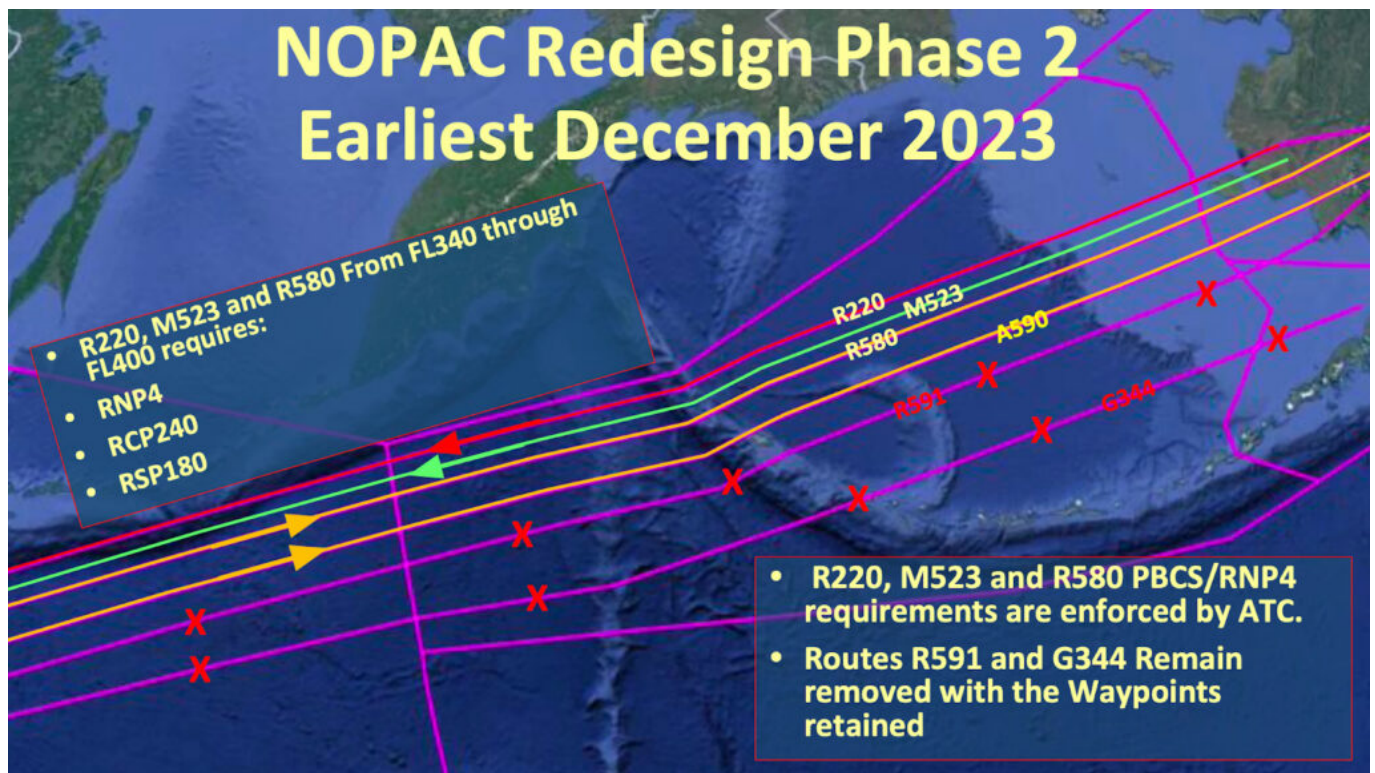 NOPAC Redesign Phase 2
Earliest December 2023
• R220, M523 and R580 From FL340 through
FL400 requires:
• RNP4
• RCP240
• RSP180
R220
M523
R580
A590
R591
G344
X
X
X
X
X
X
X
X
X
X
• R220, M523 and R580 PBCS/RNP4
requirements are enforced by ATC.
• Routes R591 and G344 Remain
removed with the Waypoints
retained